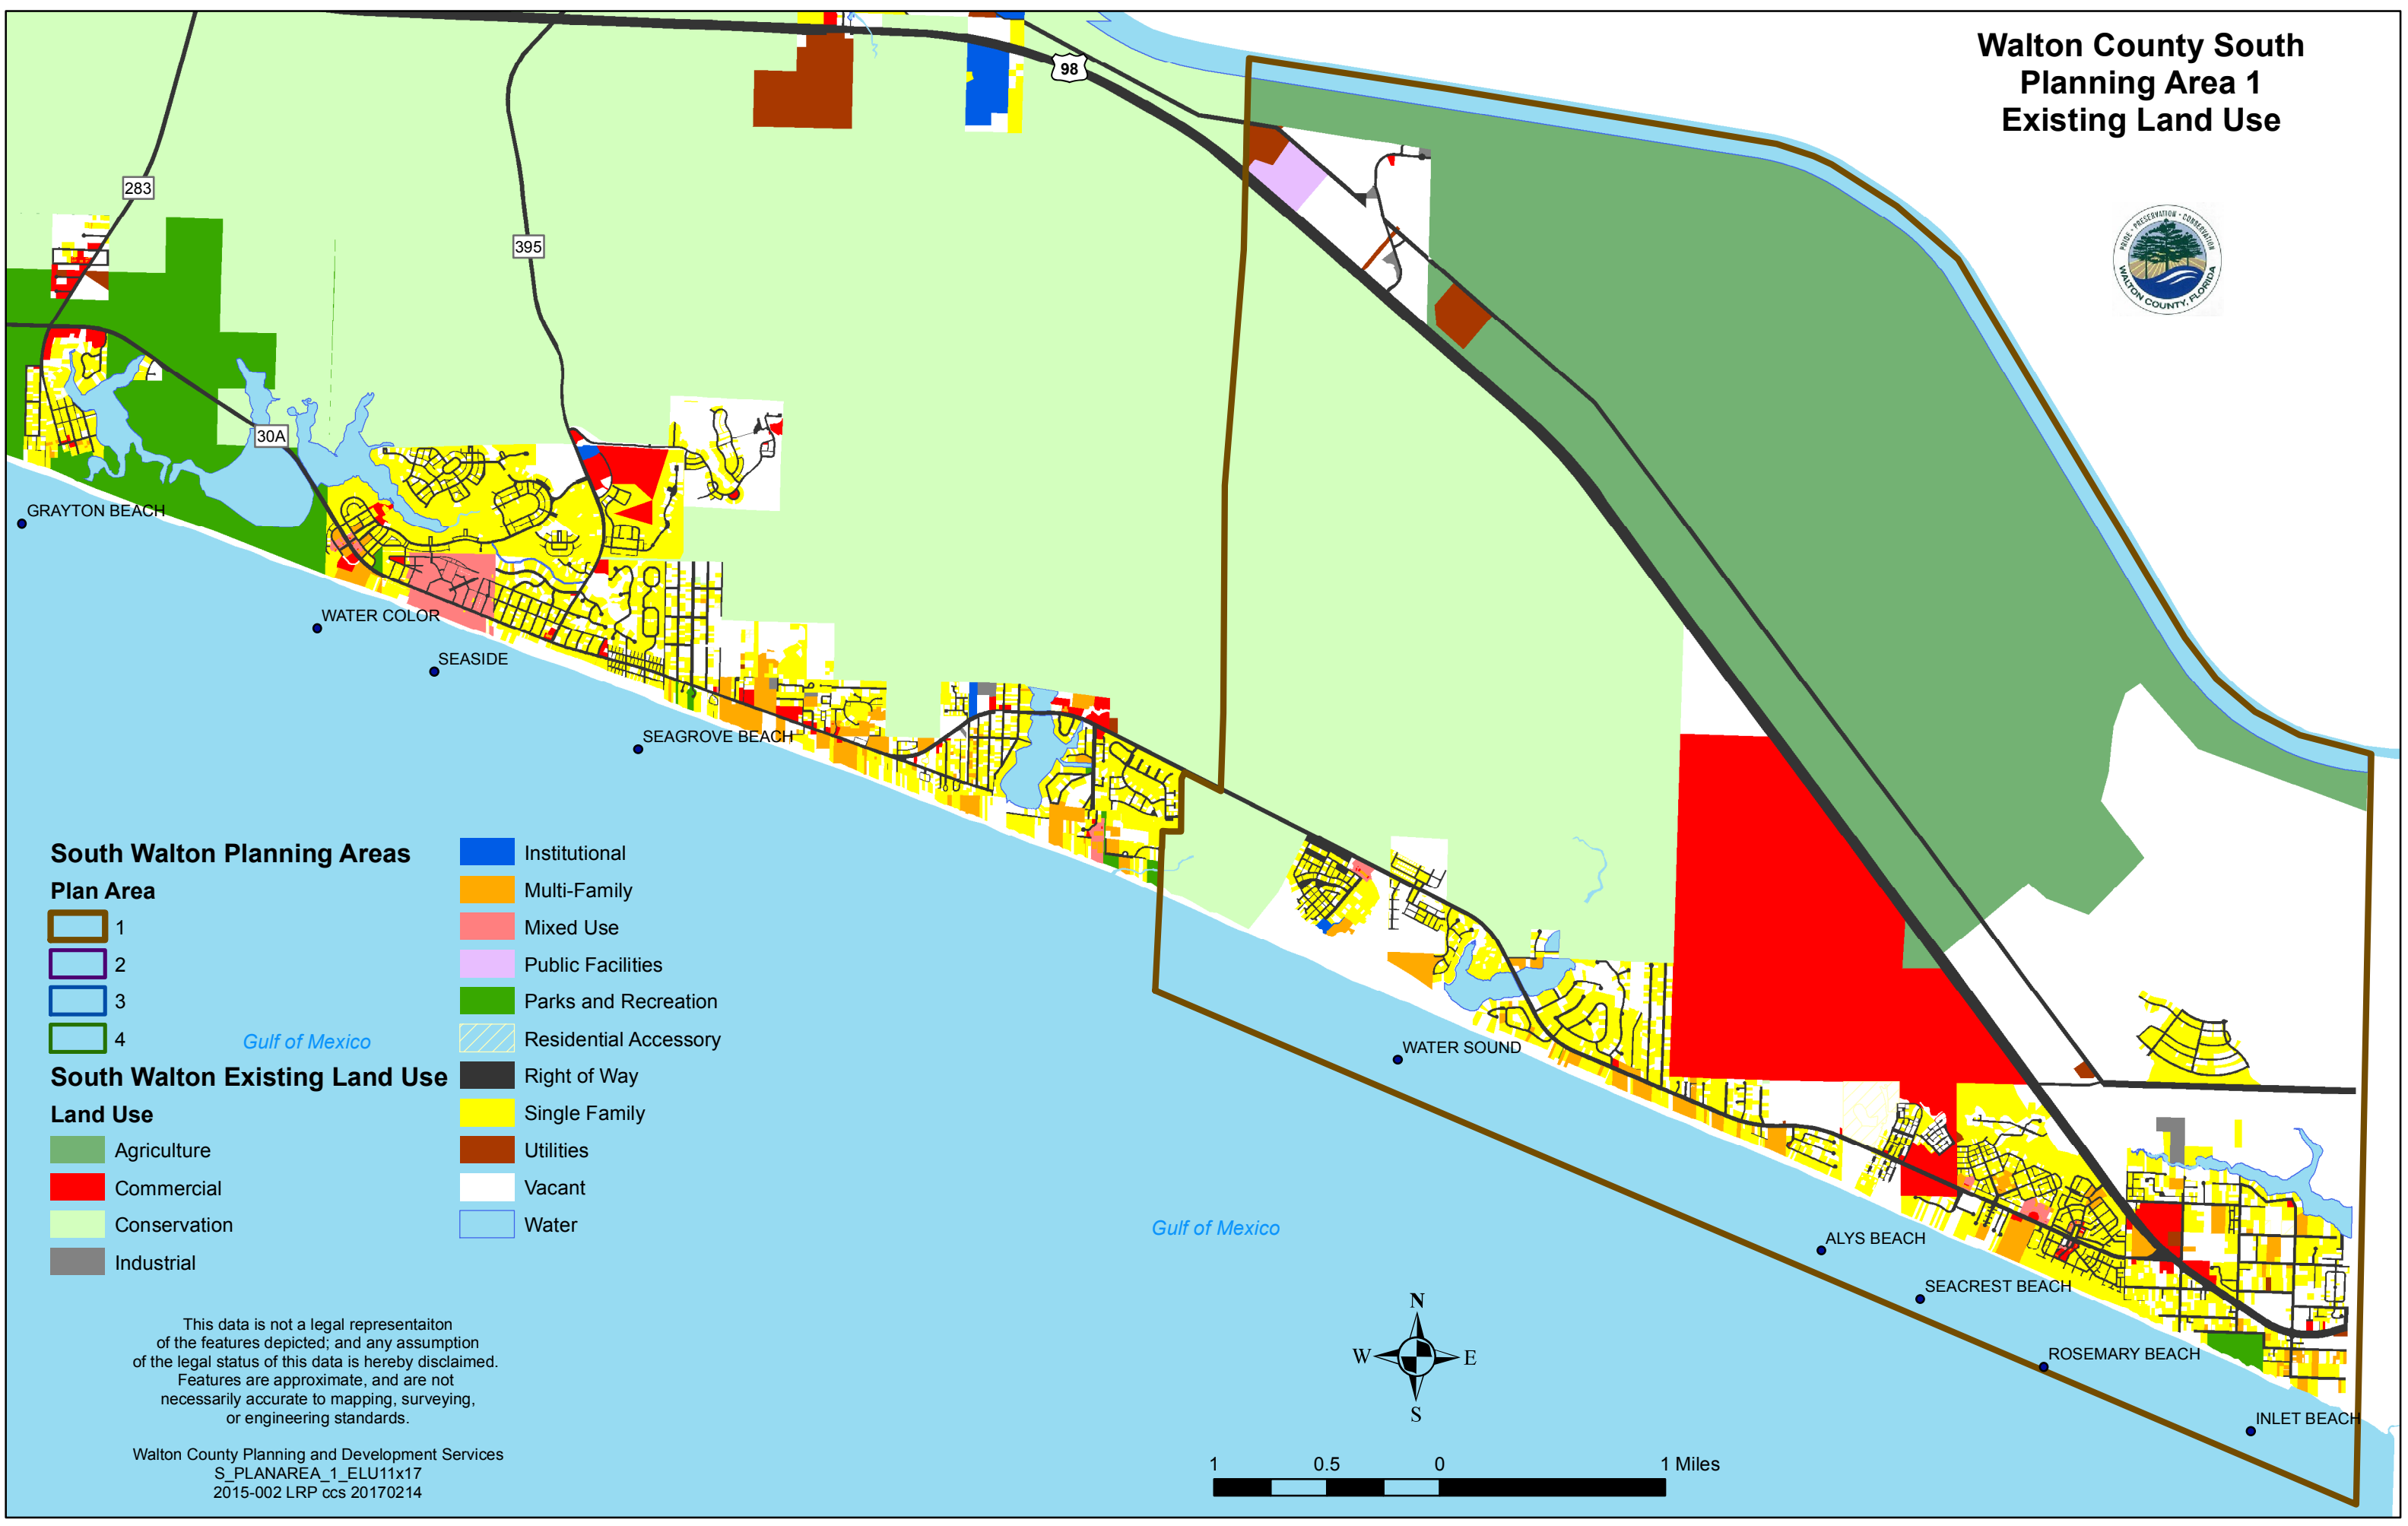 Walton County South
Planning Area 1
Existing Land Use
PRIDE • PRESERVATION • CONSERVATION
WALTON COUNTY, FLORIDA
98
283
395
30A
GRAYTON BEACH
WATER COLOR
SEASIDE
SEAGROVE BEACH
WATER SOUND
ALYS BEACH
SEACREST BEACH
ROSEMARY BEACH
INLET BEACH
Gulf of Mexico
Gulf of Mexico
South Walton Planning Areas
Plan Area
1
2
3
4
South Walton Existing Land Use
Land Use
Agriculture
Commercial
Conservation
Industrial
Institutional
Multi-Family
Mixed Use
Public Facilities
Parks and Recreation
Residential Accessory
Right of Way
Single Family
Utilities
Vacant
Water
This data is not a legal representaiton
of the features depicted; and any assumption
of the legal status of this data is hereby disclaimed.
Features are approximate, and are not
necessarily accurate to mapping, surveying,
or engineering standards.
Walton County Planning and Development Services
S_PLANAREA_1_ELU11x17
2015-002 LRP ccs 20170214
N
W E
S
1 0.5 0 1 Miles